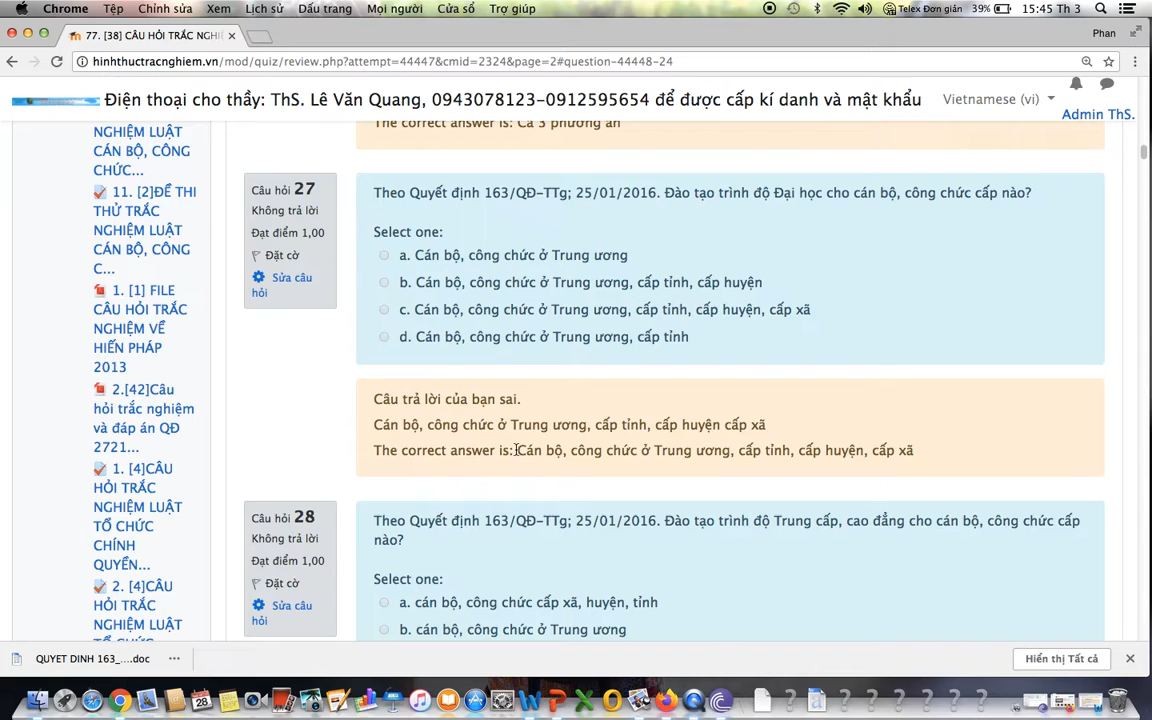 Chrome Tệp Chỉnh sửa Xem Lịch sử Dấu trang Mọi người Cửa sổ Trợ giúp Telex Đơn giản 39% 15:45 Th 3
77. [38] CÂU HỎI TRẮC NGHI Phan
hinhthuctracnghiem.vn/mod/quiz/review.php?attempt=44447&cmid=2324&page=2#question-44448-24
Điện thoại cho thầy: ThS. Lê Văn Quang, 0943078123-0912595654 để được cấp kí danh và mật khẩu
Vietnamese (vi)
Admin ThS.
NGHIỆM LUẬT
CÁN BỘ, CÔNG
CHỨC...
11. [2]ĐỀ THI
THỬ TRẮC
NGHIỆM LUẬT
CÁN BỘ, CÔNG
C...
1. [1] FILE
CÂU HỎI TRẮC
NGHIỆM VỀ
HIẾN PHÁP
2013
2.[42]Câu
hỏi trắc nghiệm
và đáp án QĐ
2721...
1. [4]CÂU
HỎI TRẮC
NGHIỆM LUẬT
TỔ CHỨC
CHÍNH
QUYỀN...
2. [4]CÂU
HỎI TRẮC
NGHIỆM LUẬT
TỔ CHỨC
The correct answer is: Cả 3 phương án
Câu hỏi 27
Không trả lời
Đạt điểm 1,00
Đặt cờ
Sửa câu
hỏi
Theo Quyết định 163/QĐ-TTg; 25/01/2016. Đào tạo trình độ Đại học cho cán bộ, công chức cấp nào?
Select one:
a. Cán bộ, công chức ở Trung ương
b. Cán bộ, công chức ở Trung ương, cấp tỉnh, cấp huyện
c. Cán bộ, công chức ở Trung ương, cấp tỉnh, cấp huyện, cấp xã
d. Cán bộ, công chức ở Trung ương, cấp tỉnh
Câu trả lời của bạn sai.
Cán bộ, công chức ở Trung ương, cấp tỉnh, cấp huyện cấp xã
The correct answer is: Cán bộ, công chức ở Trung ương, cấp tỉnh, cấp huyện, cấp xã
Câu hỏi 28
Không trả lời
Đạt điểm 1,00
Đặt cờ
Sửa câu
hỏi
Theo Quyết định 163/QĐ-TTg; 25/01/2016. Đào tạo trình độ Trung cấp, cao đẳng cho cán bộ, công chức cấp
nào?
Select one:
a. cán bộ, công chức cấp xã, huyện, tỉnh
b. cán bộ, công chức ở Trung ương
QUYET DINH 163_....doc
Hiển thị Tất cả